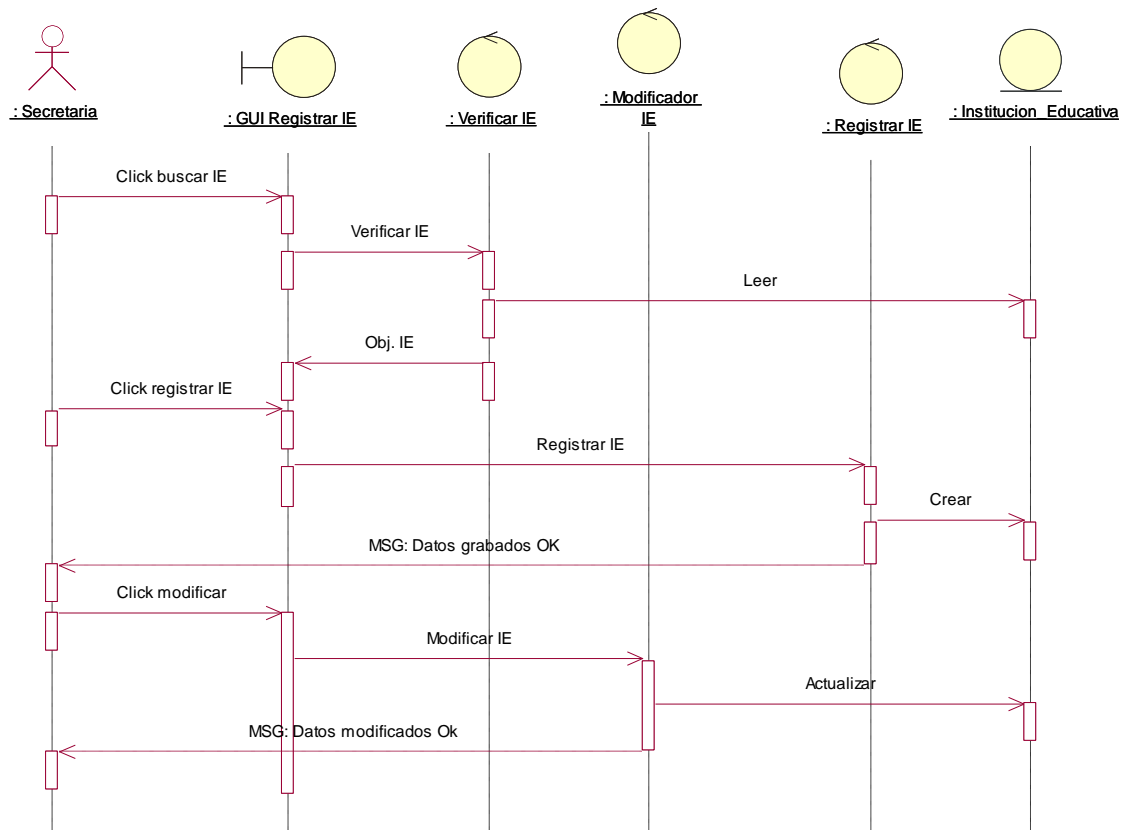 : Secretaria
: GUI Registrar IE
: Verificar IE
: Modificador
IE
: Registrar IE
: Institucion_Educativa
Click buscar IE
Verificar IE
Leer
Obj. IE
Click registrar IE
Registrar IE
Crear
MSG: Datos grabados OK
Click modificar
Modificar IE
Actualizar
MSG: Datos modificados Ok